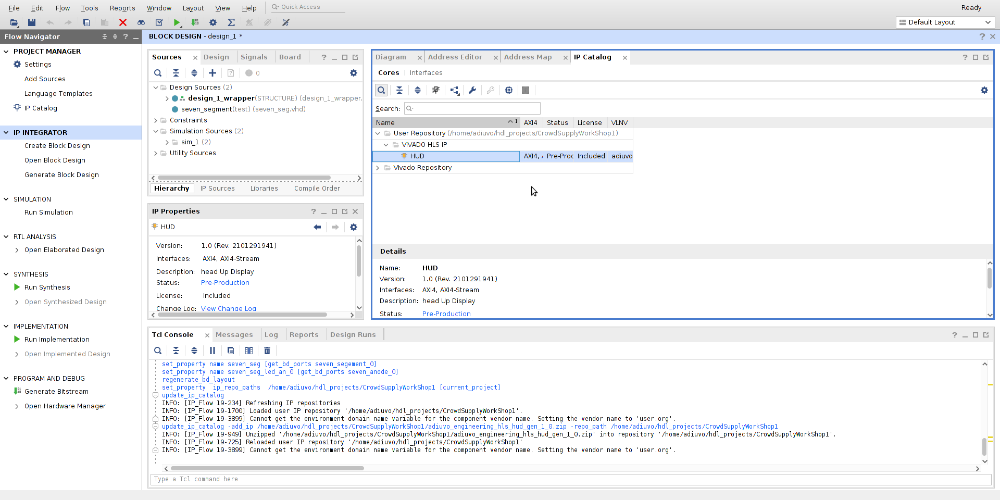 File Edit Flow Tools Reports Window Layout View Help Quick Access Ready
Default Layout
Flow Navigator
PROJECT MANAGER
Settings
Add Sources
Language Templates
IP Catalog
IP INTEGRATOR
Create Block Design
Open Block Design
Generate Block Design
SIMULATION
Run Simulation
RTL ANALYSIS
Open Elaborated Design
SYNTHESIS
Run Synthesis
Open Synthesized Design
IMPLEMENTATION
Run Implementation
Open Implemented Design
PROGRAM AND DEBUG
Generate Bitstream
Open Hardware Manager
BLOCK DESIGN - design_1 *
Sources Design Signals Board
0
Design Sources (2)
design_1_wrapper(STRUCTURE) (design_1_wrapper.
seven_segment(test) (seven_seg.vhd)
Constraints
Simulation Sources (2)
sim_1 (2)
Utility Sources
Hierarchy IP Sources Libraries Compile Order
IP Properties
HUD
Version: 1.0 (Rev. 2101291941)
Interfaces: AXI4, AXI4-Stream
Description: head Up Display
Status: Pre-Production
License: Included
Change Log: View Change Log
Diagram Address Editor Address Map IP Catalog
Cores | Interfaces
Search:
Name 1 AXI4 Status License VLNV
User Repository (/home/adiuvo/hdl_projects/CrowdSupplyWorkShop1)
VIVADO HLS IP
HUD AXI4, Pre-Proc Included adiuvo
Vivado Repository
Details
Name: HUD
Version: 1.0 (Rev. 2101291941)
Interfaces: AXI4, AXI4-Stream
Description: head Up Display
Status: Pre-Production
Tcl Console Messages Log Reports Design Runs
set_property name seven_seg [get_bd_ports seven_segement_0]
set_property name seven_seg_led_an_0 [get_bd_ports seven_anode_0]
regenerate_bd_layout
set_property  ip_repo_paths  /home/adiuvo/hdl_projects/CrowdSupplyWorkShop1 [current_project]
update_ip_catalog
INFO: [IP_Flow 19-234] Refreshing IP repositories
INFO: [IP_Flow 19-1700] Loaded user IP repository '/home/adiuvo/hdl_projects/CrowdSupplyWorkShop1'.
INFO: [IP_Flow 19-3899] Cannot get the environment domain name variable for the component vendor name. Setting the vendor name to 'user.org'.
update_ip_catalog -add_ip /home/adiuvo/hdl_projects/CrowdSupplyWorkShop1/adiuvo_engineering_hls_hud_gen_1_0.zip -repo_path /home/adiuvo/hdl_projects/CrowdSupplyWorkShop1
INFO: [IP_Flow 19-949] Unzipped '/home/adiuvo/hdl_projects/CrowdSupplyWorkShop1/adiuvo_engineering_hls_hud_gen_1_0.zip' into repository '/home/adiuvo/hdl_projects/CrowdSupplyWorkShop1'.
INFO: [IP_Flow 19-725] Reloaded user IP repository '/home/adiuvo/hdl_projects/CrowdSupplyWorkShop1'
INFO: [IP_Flow 19-3899] Cannot get the environment domain name variable for the component vendor name. Setting the vendor name to 'user.org'.
Type a Tcl command here